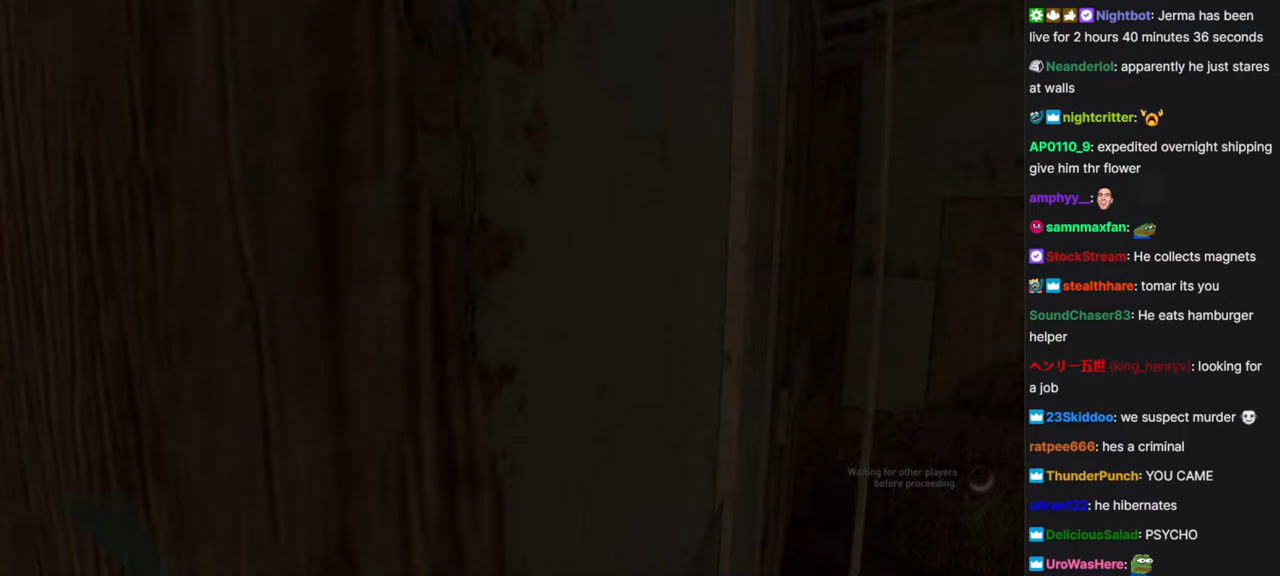 Nightbot: Jerma has been
live for 2 hours 40 minutes 36 seconds
Neanderlol: apparently he just stares
at walls
nightcritter:
AP0110_9: expedited overnight shipping
give him thr flower
amphyy__:
samnmaxfan:
StockStream: He collects magnets
stealthhare: tomar its you
SoundChaser83: He eats hamburger
helper
ヘンリー五世 (king_henryv): looking for
a job
23Skiddoo: we suspect murder
ratpee666: hes a criminal
Waiting for other players
before proceeding.
ThunderPunch: YOU CAME
he hibernates
DeliciousSalad: PSYCHO
UroWasHere: